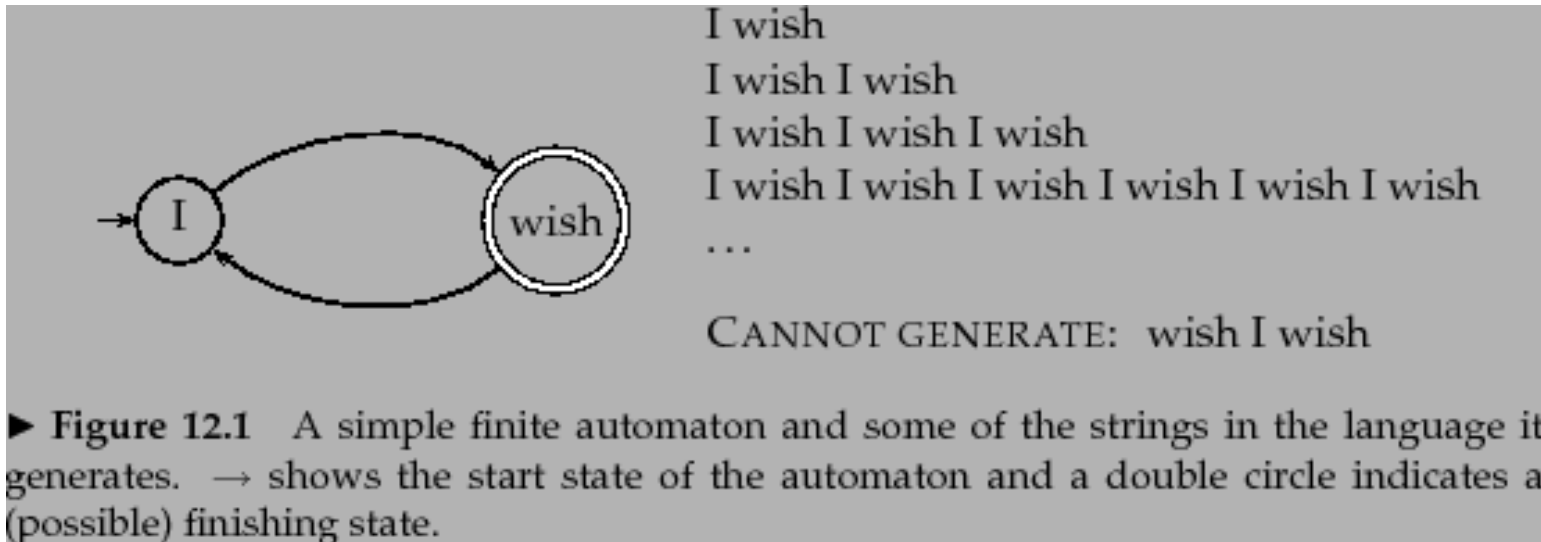 I wish
I wish I wish
I wish I wish I wish
I wish I wish I wish I wish I wish I wish
...
I
wish
CANNOT GENERATE: wish I wish
► Figure 12.1 A simple finite automaton and some of the strings in the language it
generates. → shows the start state of the automaton and a double circle indicates a
(possible) finishing state.